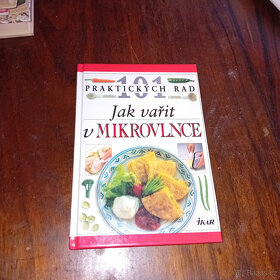 101
PRAKTICKÝCH RAD
Jak vařit
v MIKROVLNCE
IKAR